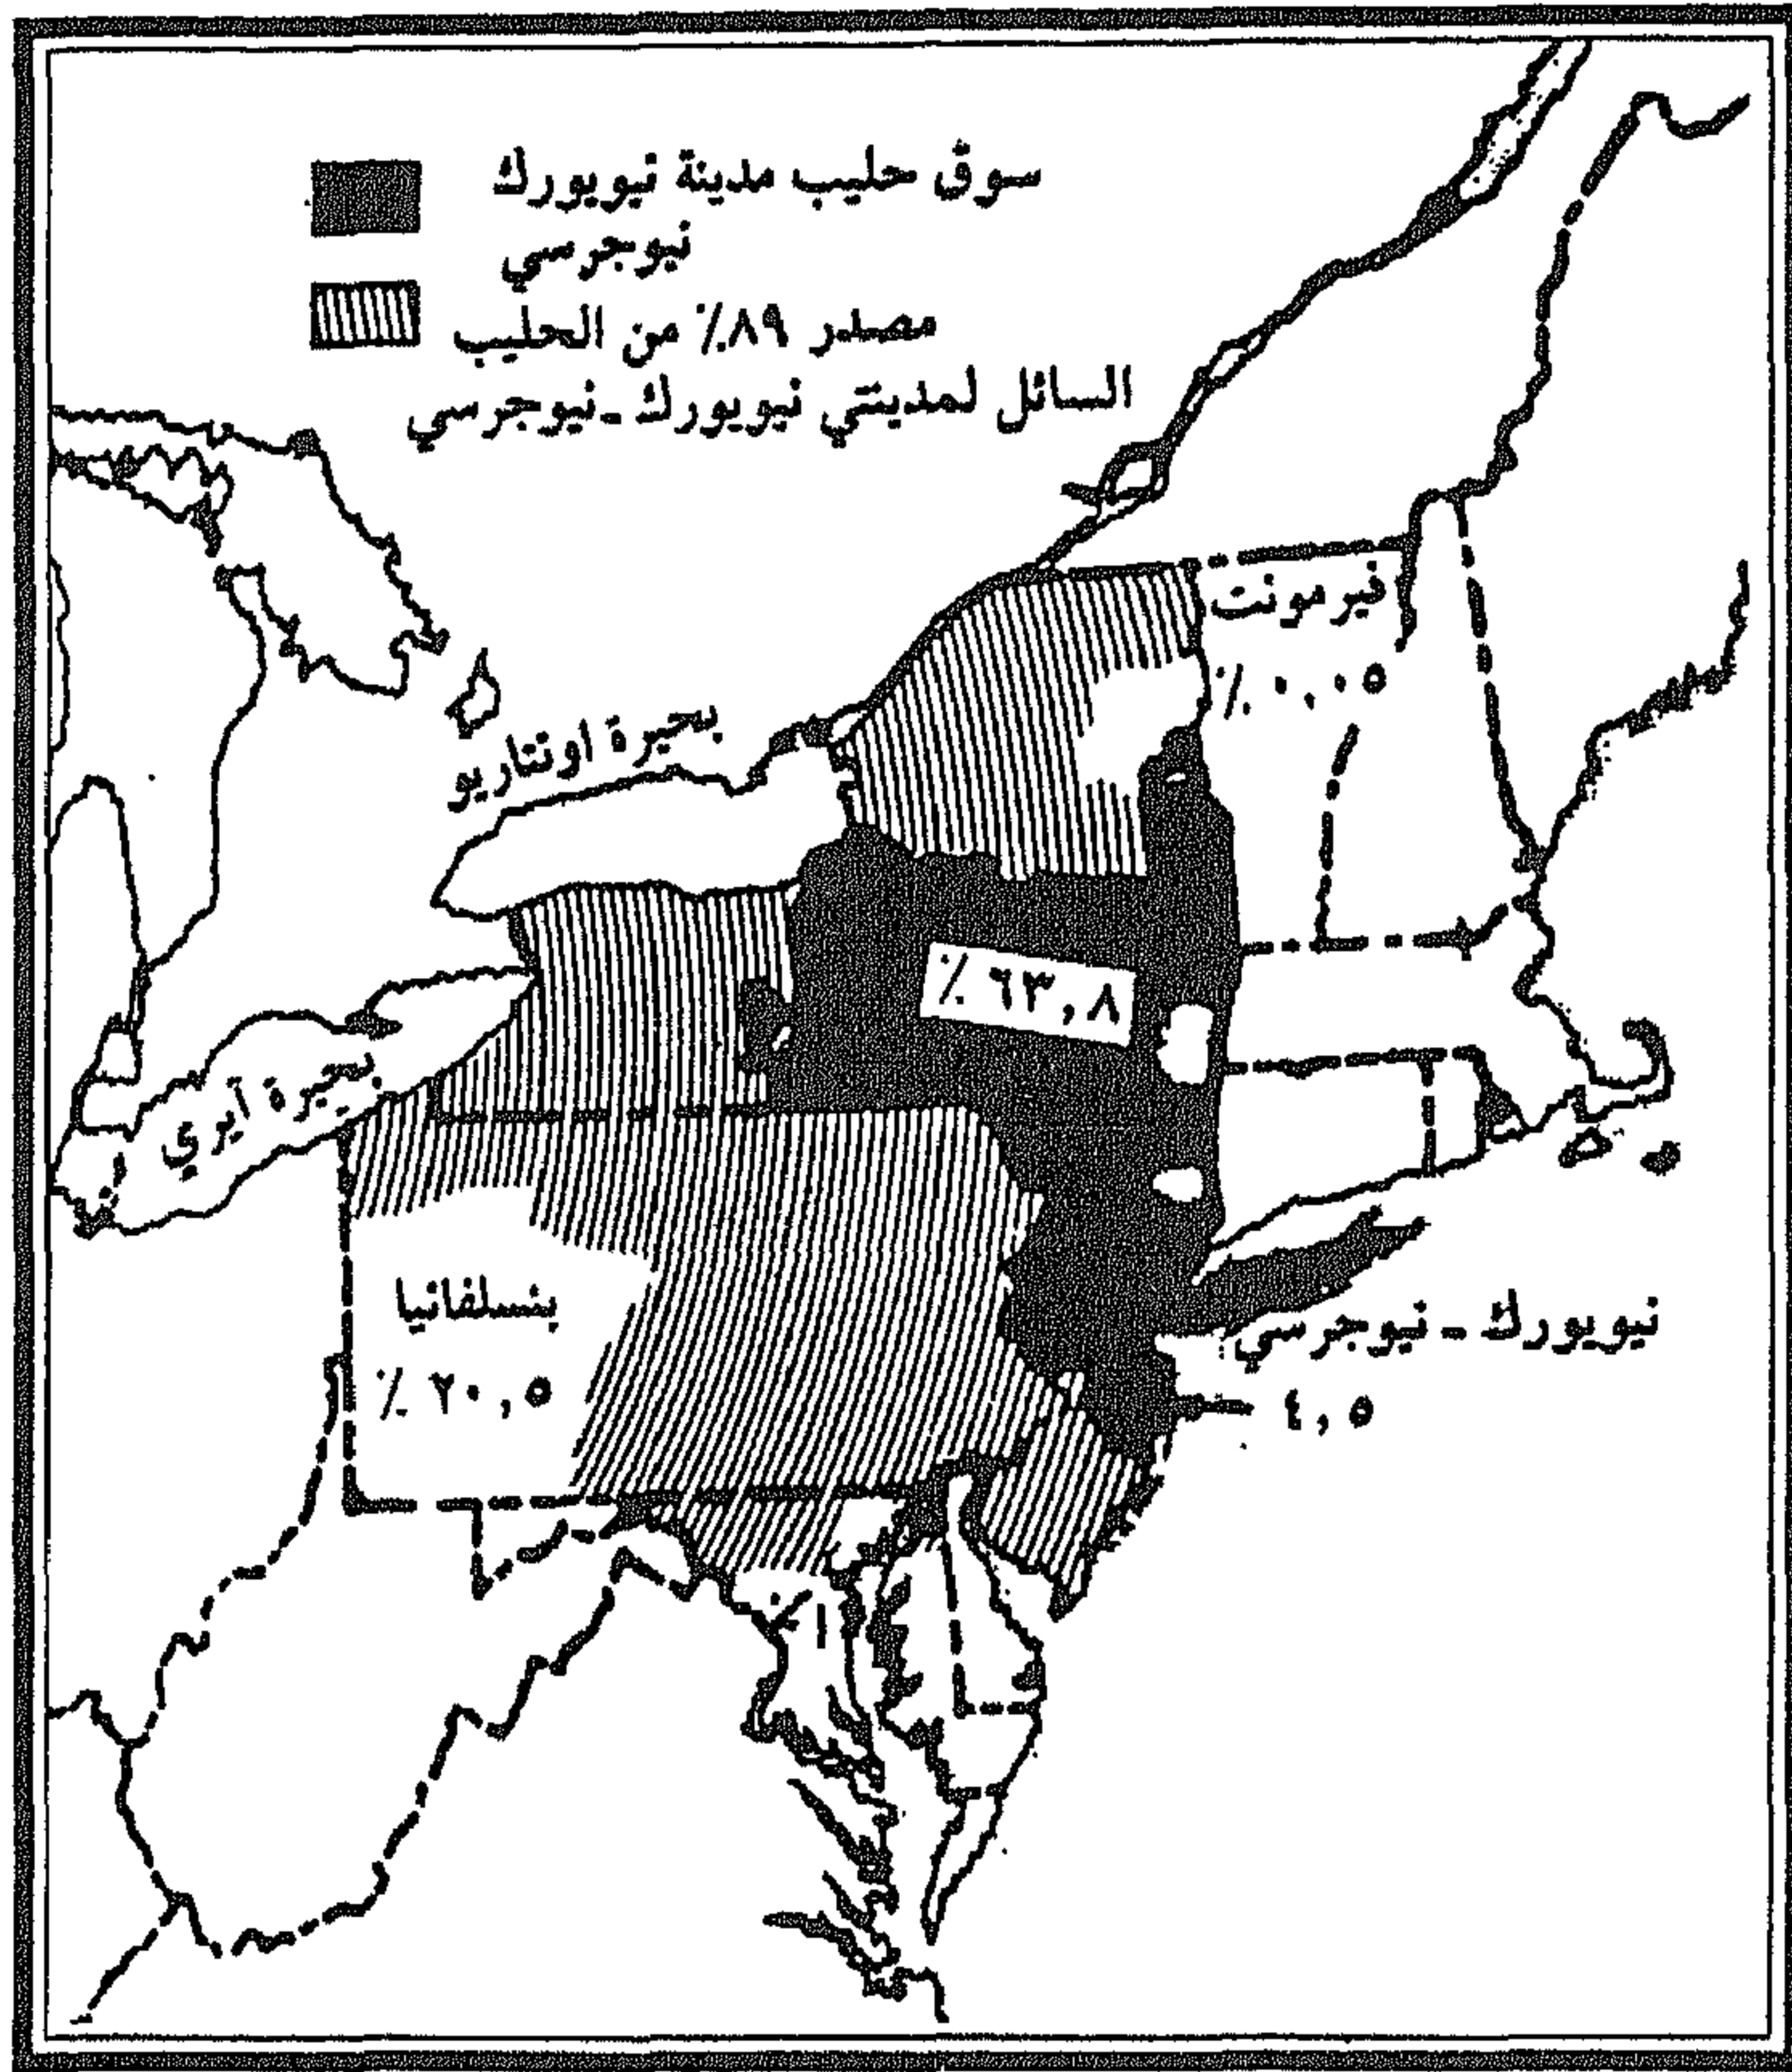 سوق حليب مدينة نيويورك
نيوجرسي
مصدر ٨٩٪ من الحليب
السائل لمدينتي نيويورك - نيوجرسي
فيرمونت
٠,٠٥ ٪
بحيرة اونتاريو
٦٣,٨ ٪
بحيرة آيري
بنسلفانيا
٢٠,٥ ٪
نيويورك - نيوجرسي
٤,٥
١٪